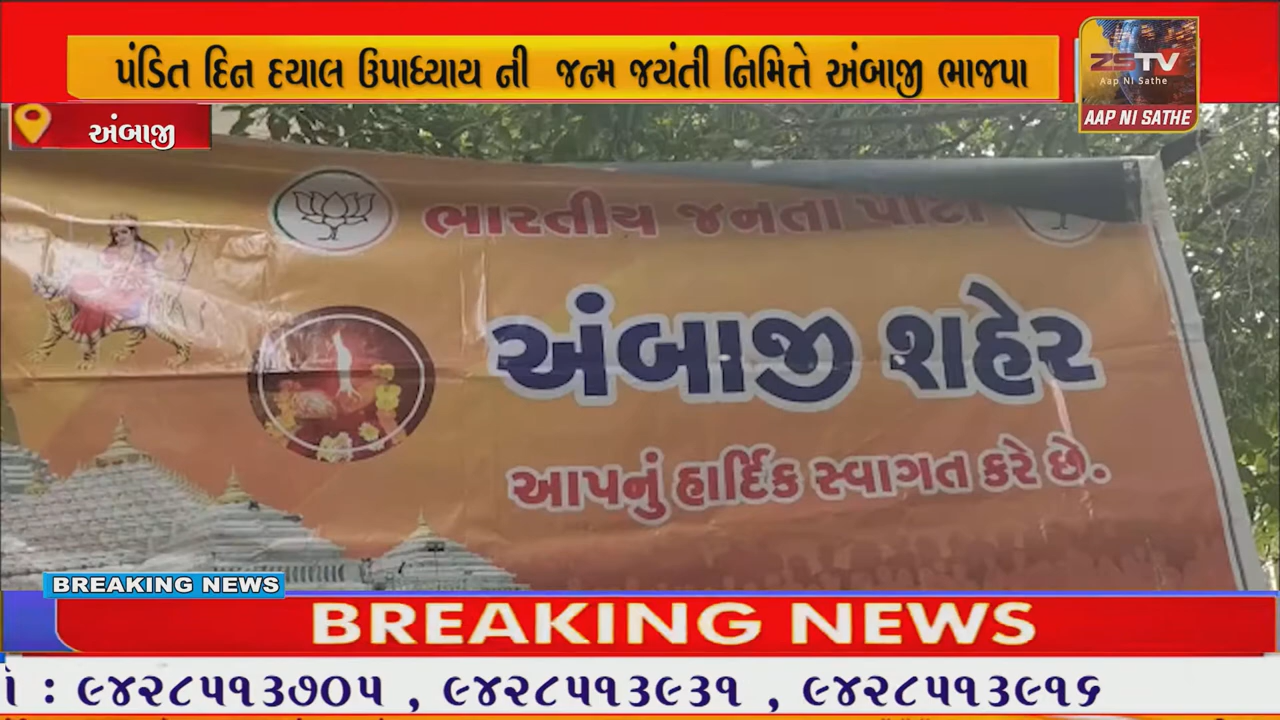 પંડિત દિન દયાલ ઉપાધ્યાય ની જન્મ જયંતી નિમિત્તે અંબાજી ભાજપા
ZSTV
Aap Ni Sathe
AAP NI SATHE
અંબાજી
ભારતીય જનતા પાર્ટી
અંબાજી શહેર
આપનું હાર્દિક સ્વાગત કરે છે.
BREAKING NEWS
BREAKING NEWS
: ૯૪૨૮૫૧૩૭૦૫ , ૯૪૨૮૫૧૩૯૩૧ , ૯૪૨૮૫૧૩૯૧૬